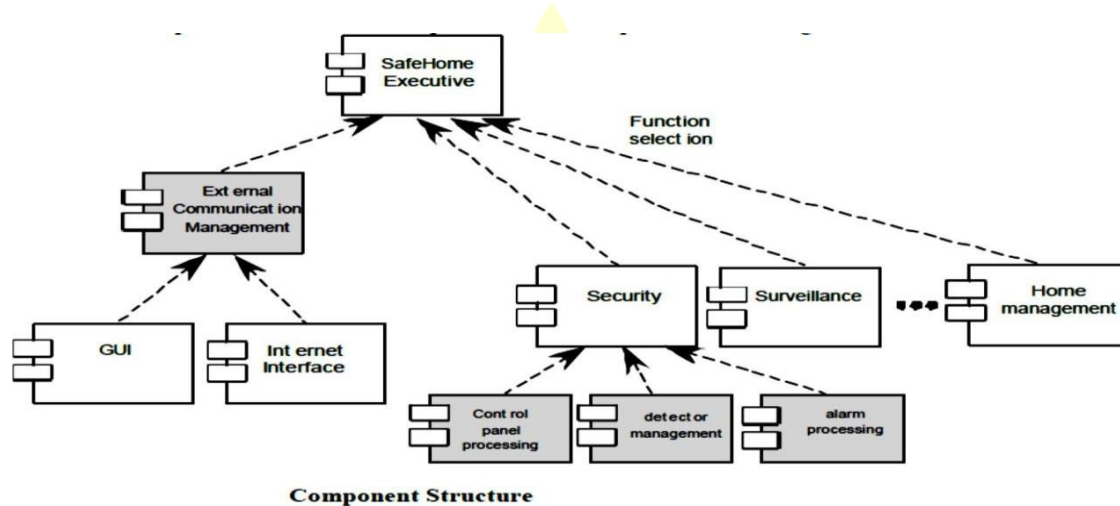 SafeHome
Executive
Function
select ion
Ext ernal
Communicat ion
Management
Security
Surveillance
Home
management
GUI
Int ernet
Interface
Cont rol
panel
processing
detect or
management
alarm
processing
Component Structure